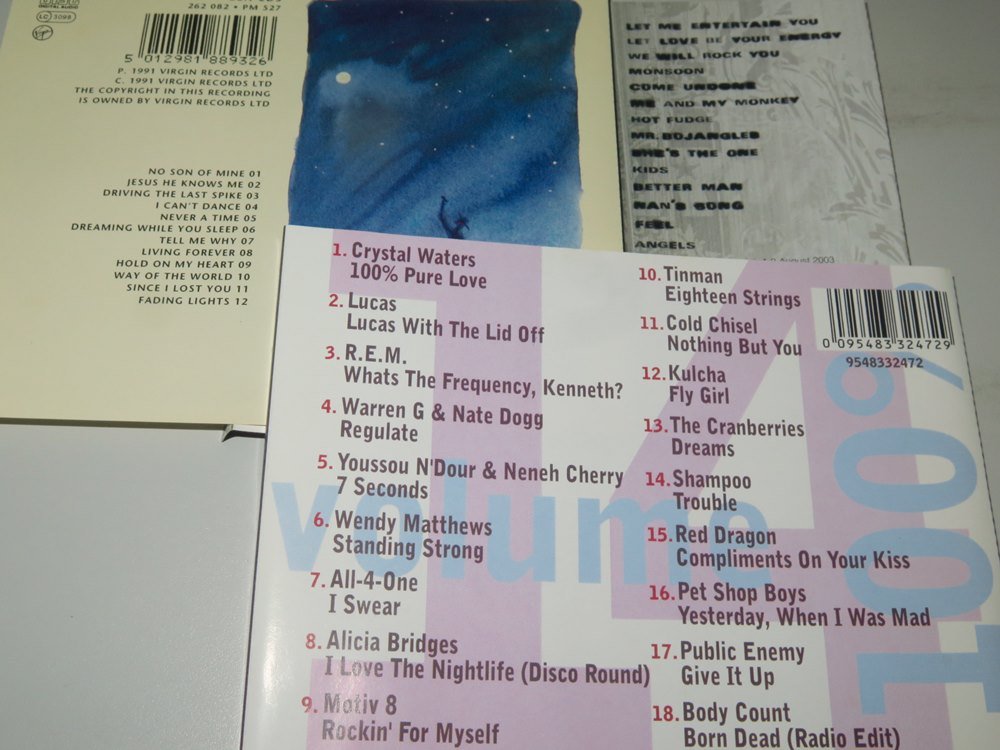 DIGITAL AUDIO
LC 3098
Virgin
262 082 • PM 527
5 012981 889326
P. 1991 VIRGIN RECORDS LTD
C. 1991 VIRGIN RECORDS LTD
THE COPYRIGHT IN THIS RECORDING
IS OWNED BY VIRGIN RECORDS LTD
NO SON OF MINE 01
JESUS HE KNOWS ME 02
DRIVING THE LAST SPIKE 03
I CAN'T DANCE 04
NEVER A TIME 05
DREAMING WHILE YOU SLEEP 06
TELL ME WHY 07
LIVING FOREVER 08
HOLD ON MY HEART 09
WAY OF THE WORLD 10
SINCE I LOST YOU 11
FADING LIGHTS 12
LET ME ENTERTAIN YOU
LET LOVE BE YOUR ENERGY
WE WILL ROCK YOU
MONSOON
COME UNDONE
ME AND MY MONKEY
HOT FUDGE
MR. BOJANGLES
SHE'S THE ONE
KIDS
BETTER MAN
NAN'S SONG
FEEL
ANGELS
August 2003
1. Crystal Waters
100% Pure Love
2. Lucas
Lucas With The Lid Off
3. R.E.M.
Whats The Frequency, Kenneth?
4. Warren G & Nate Dogg
Regulate
5. Youssou N'Dour & Neneh Cherry
7 Seconds
6. Wendy Matthews
Standing Strong
7. All-4-One
I Swear
8. Alicia Bridges
I Love The Nightlife (Disco Round)
9. Motiv 8
Rockin' For Myself
10. Tinman
Eighteen Strings
11. Cold Chisel
Nothing But You
12. Kulcha
Fly Girl
13. The Cranberries
Dreams
14. Shampoo
Trouble
15. Red Dragon
Compliments On Your Kiss
16. Pet Shop Boys
Yesterday, When I Was Mad
17. Public Enemy
Give It Up
18. Body Count
Born Dead (Radio Edit)
0 095483 324729
9548332472
volume
14
100%